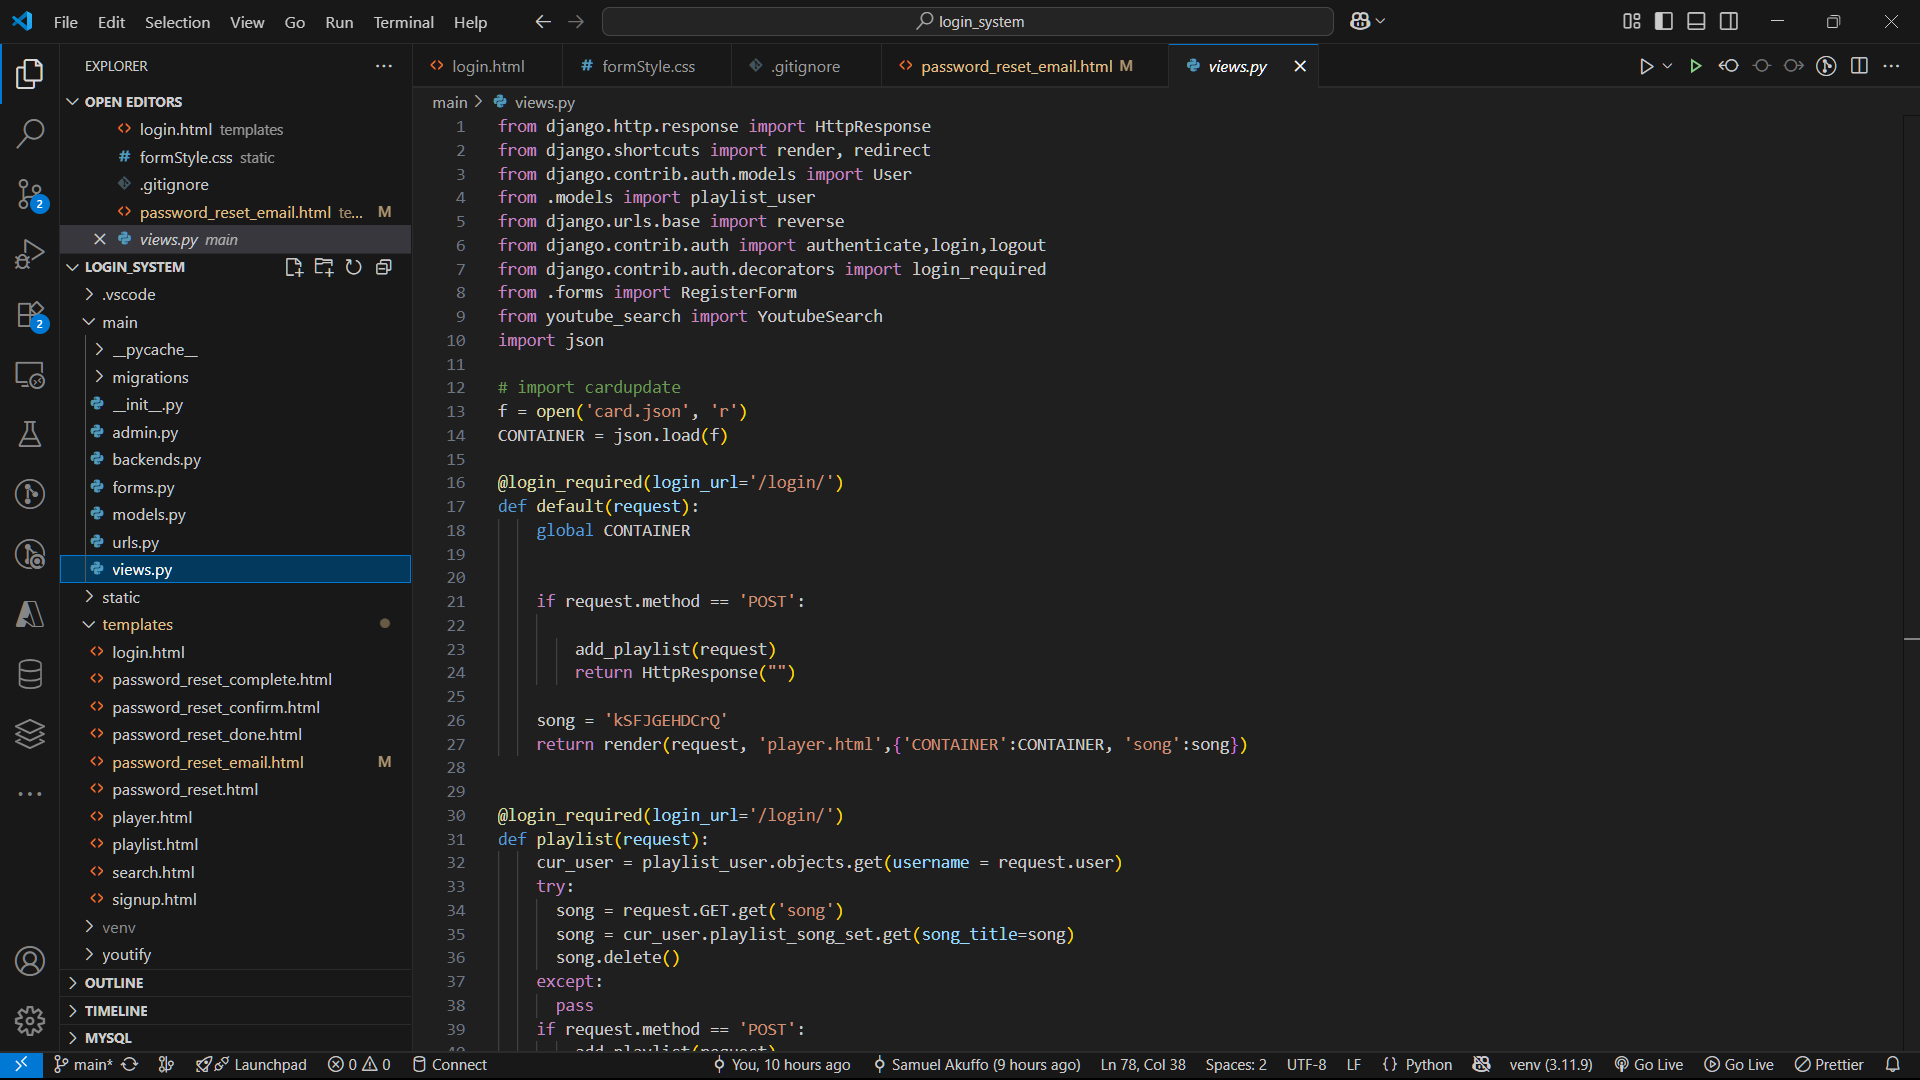 File Edit Selection View Go Run Terminal Help
login_system
EXPLORER
OPEN EDITORS
login.html templates
formStyle.css static
.gitignore
password_reset_email.html te... M
views.py main
LOGIN_SYSTEM
.vscode
main
__pycache__
migrations
__init__.py
admin.py
backends.py
forms.py
models.py
urls.py
views.py
static
templates
login.html
password_reset_complete.html
password_reset_confirm.html
password_reset_done.html
password_reset_email.html M
password_reset.html
player.html
playlist.html
search.html
signup.html
venv
youtify
OUTLINE
TIMELINE
MYSQL
2
2
login.html
formStyle.css
.gitignore
password_reset_email.html M
views.py
main > views.py
1 from django.http.response import HttpResponse
2 from django.shortcuts import render, redirect
3 from django.contrib.auth.models import User
4 from .models import playlist_user
5 from django.urls.base import reverse
6 from django.contrib.auth import authenticate,login,logout
7 from django.contrib.auth.decorators import login_required
8 from .forms import RegisterForm
9 from youtube_search import YoutubeSearch
10 import json
11
12 # import cardupdate
13 f = open('card.json', 'r')
14 CONTAINER = json.load(f)
15
16 @login_required(login_url='/login/')
17 def default(request):
18 global CONTAINER
19
20
21 if request.method == 'POST':
22
23 add_playlist(request)
24 return HttpResponse("")
25
26 song = 'kSFJGEHDCrQ'
27 return render(request, 'player.html',{'CONTAINER':CONTAINER, 'song':song})
28
29
30 @login_required(login_url='/login/')
31 def playlist(request):
32 cur_user = playlist_user.objects.get(username = request.user)
33 try:
34 song = request.GET.get('song')
35 song = cur_user.playlist_song_set.get(song_title=song)
36 song.delete()
37 except:
38 pass
39 if request.method == 'POST':
40 add_playlist(request)
main* Launchpad 0 0 Connect You, 10 hours ago Samuel Akuffo (9 hours ago) Ln 78, Col 38 Spaces: 2 UTF-8 LF {} Python venv (3.11.9) Go Live Go Live Prettier